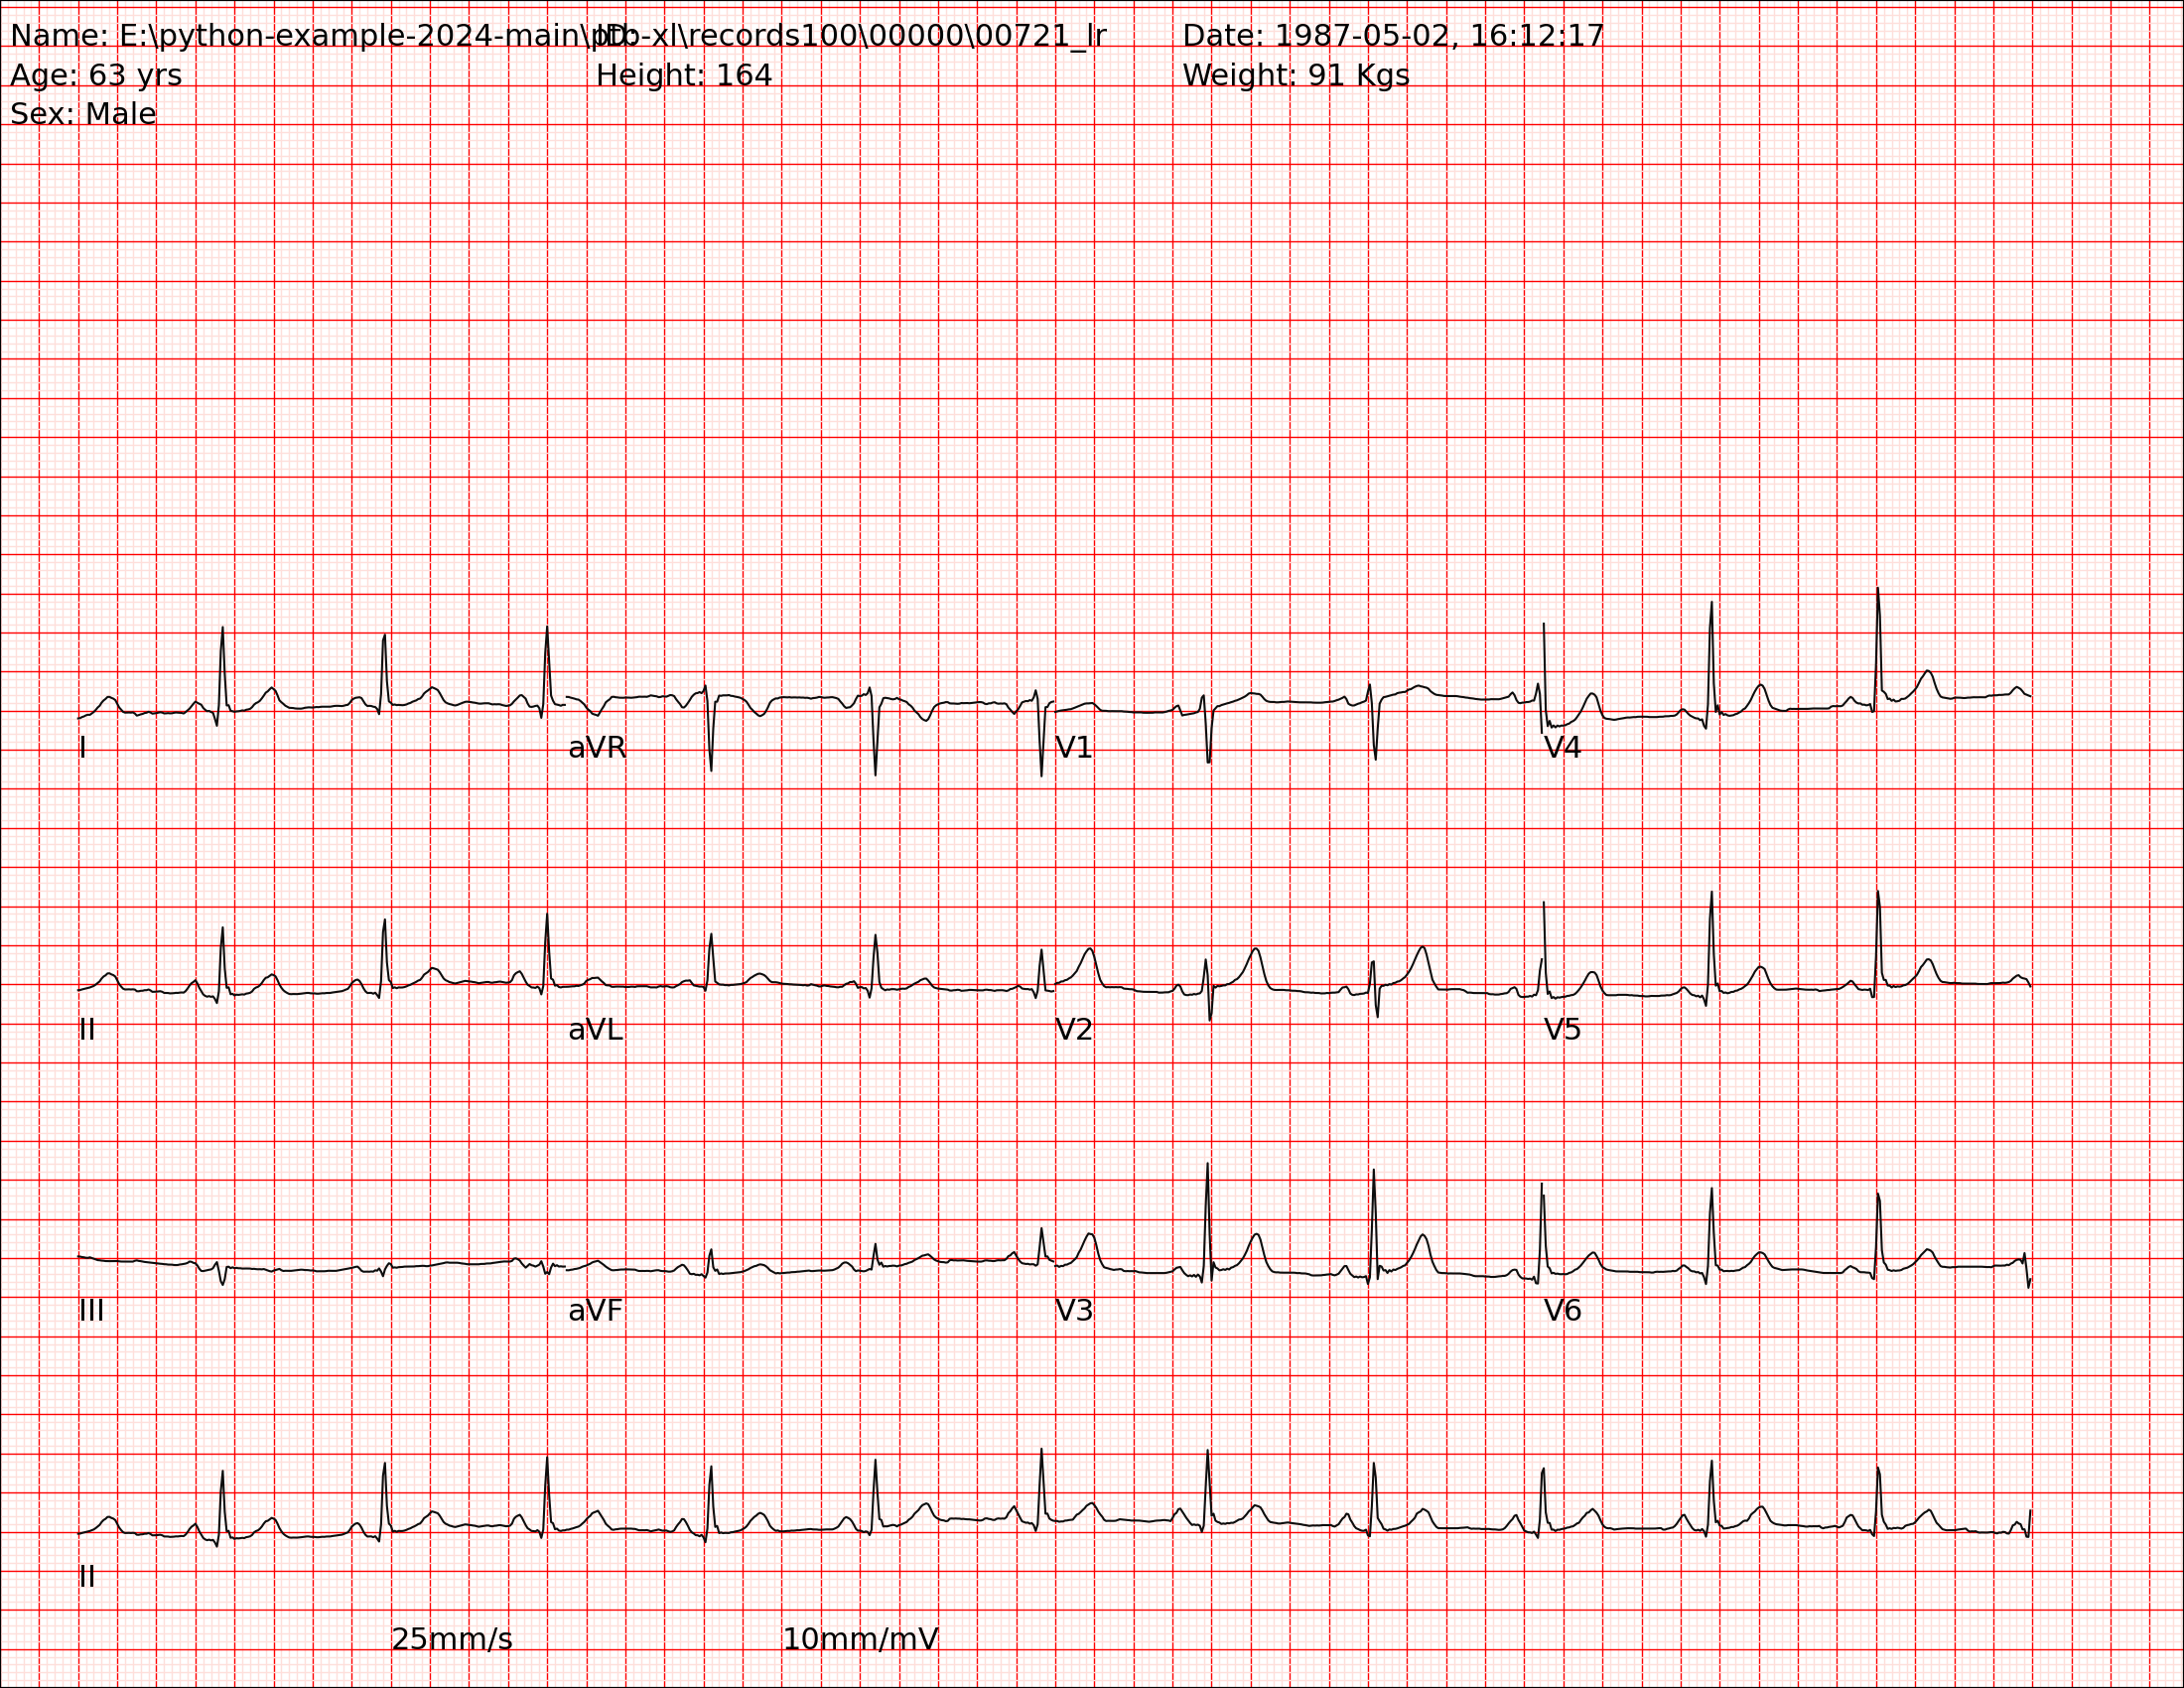 Name: E:\python-example-2024-main\ptb-xl\records100\00000\00721_lr ID: Date: 1987-05-02, 16:12:17
Age: 63 yrs Height: 164 Weight: 91 Kgs
Sex: Male
I aVR V1 V4
II aVL V2 V5
III aVF V3 V6
II
25mm/s 10mm/mV